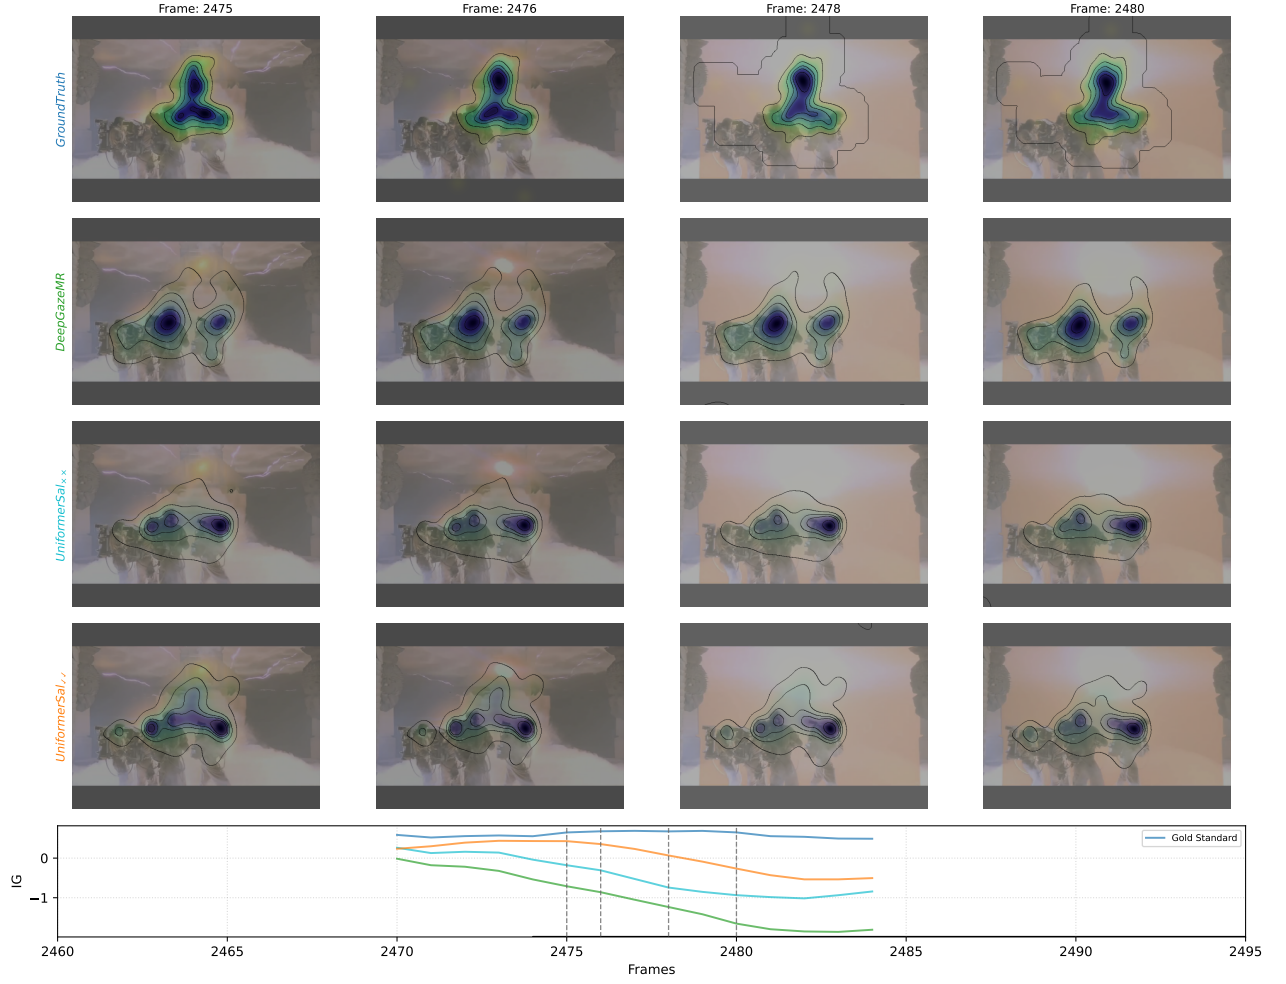 Frame: 2475
Frame: 2476
Frame: 2478
Frame: 2480
GroundTruth
DeepGazeMR
UniformerSal××
UniformerSal✓✓
Gold Standard
IG
0
−1
2460
2465
2470
2475
2480
2485
2490
2495
Frames